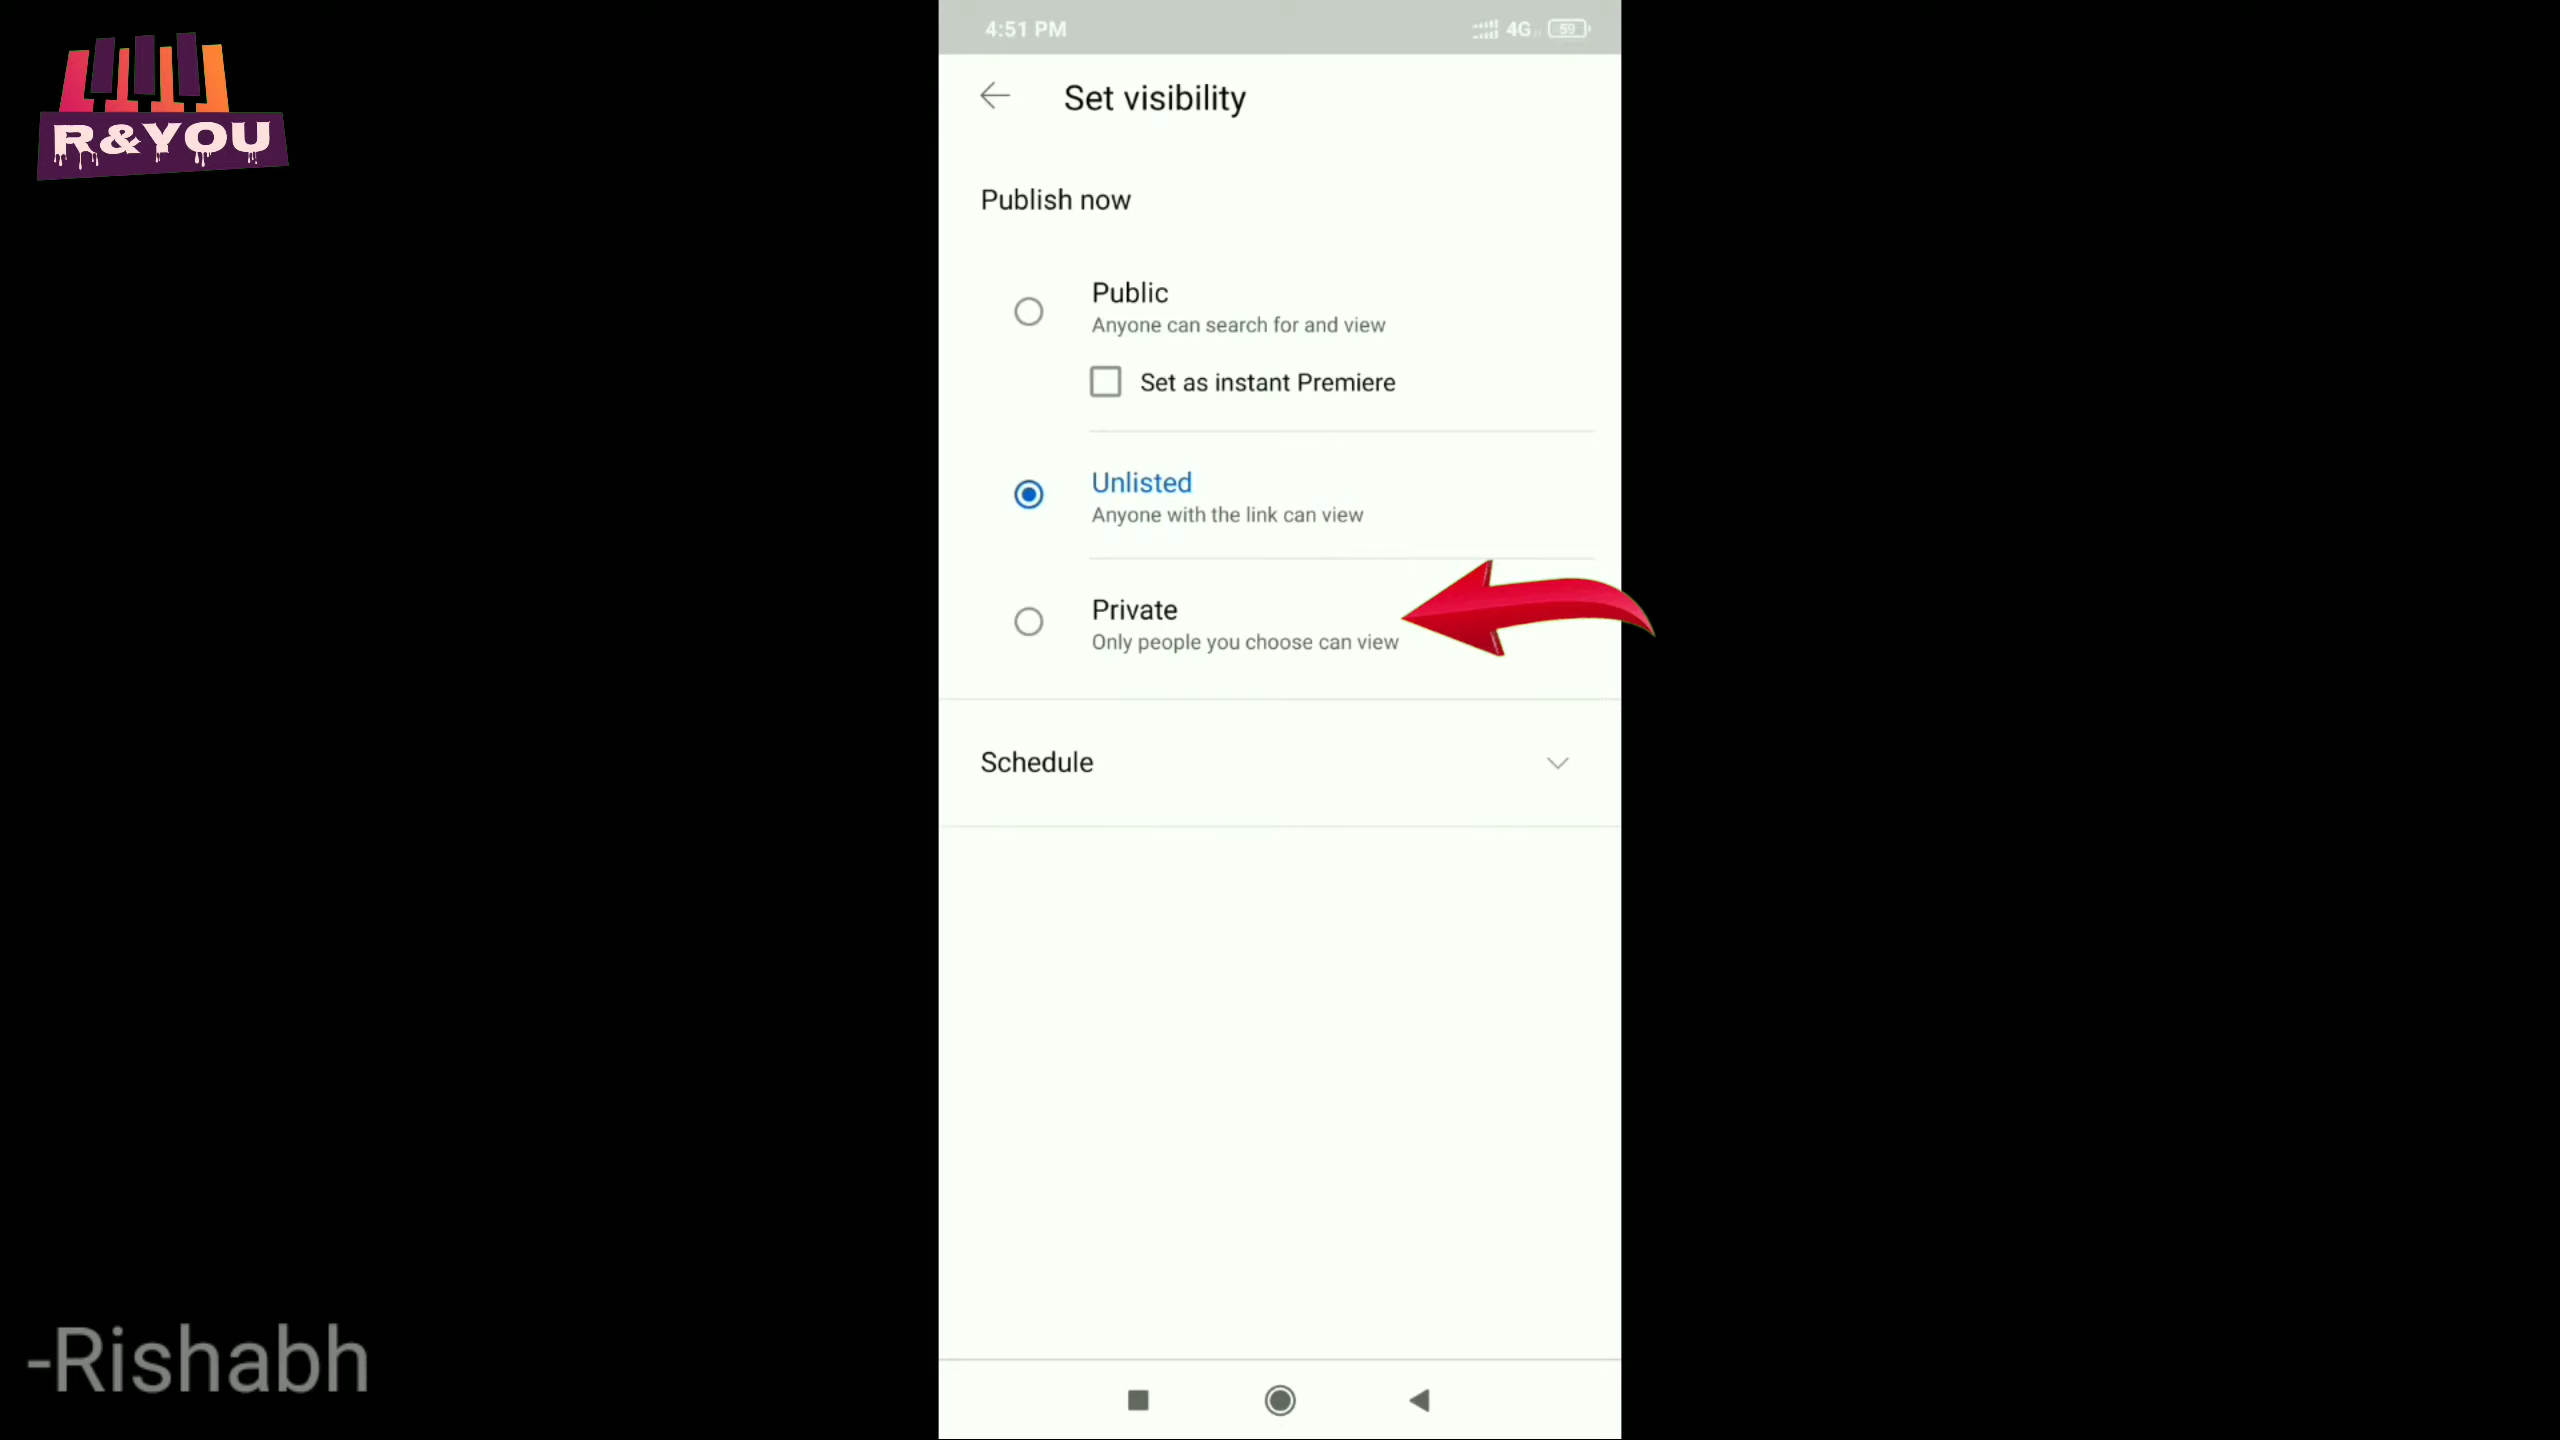 R&YOU
4:51 PM
4G
59
Set visibility
Publish now
Public
Anyone can search for and view
Set as instant Premiere
Unlisted
Anyone with the link can view
Private
Only people you choose can view
Schedule
-Rishabh